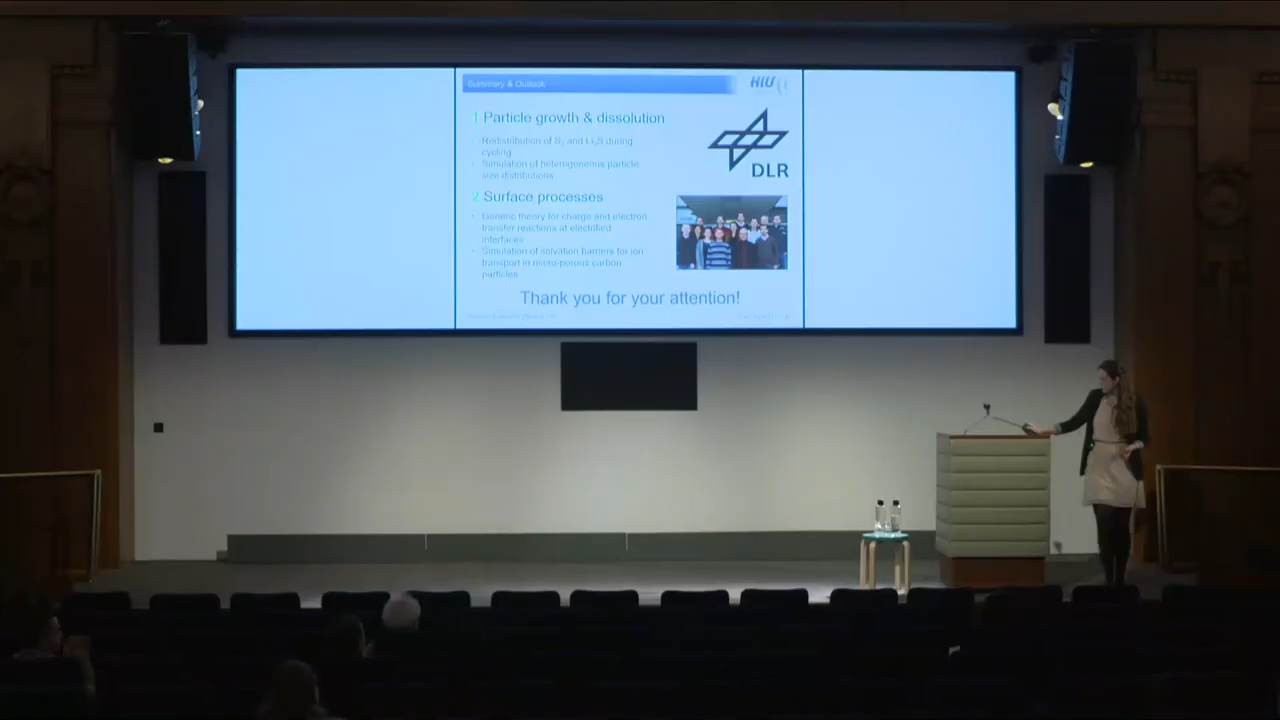 Summary & Outlook
HIU
1 Particle growth & dissolution
Redistribution of S₈ and Li₂S during
cycling
Simulation of heterogeneous particle
size distributions
DLR
2 Surface processes
Generic theory for charge and electron
transfer reactions at electrified
interfaces
Simulation of solvation barriers for ion
transport in micro-porous carbon
particles
Thank you for your attention!